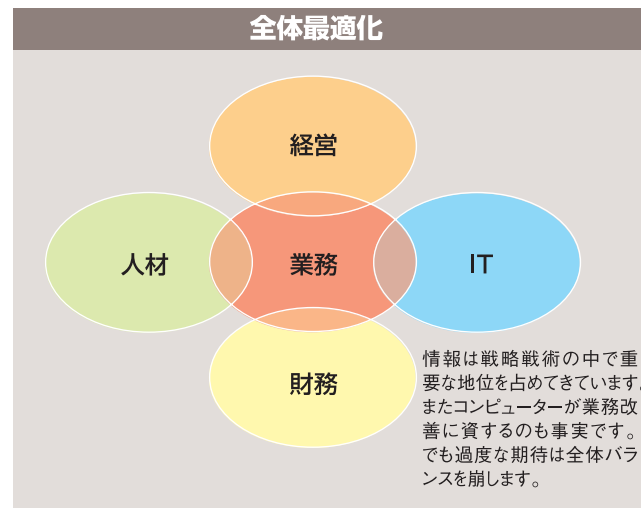 全体最適化
経営
人材
業務
IT
財務
情報は戦略戦術の中で重
要な地位を占めてきています。
またコンピューターが業務改
善に資するのも事実です。
でも過度な期待は全体バラ
ンスを崩します。